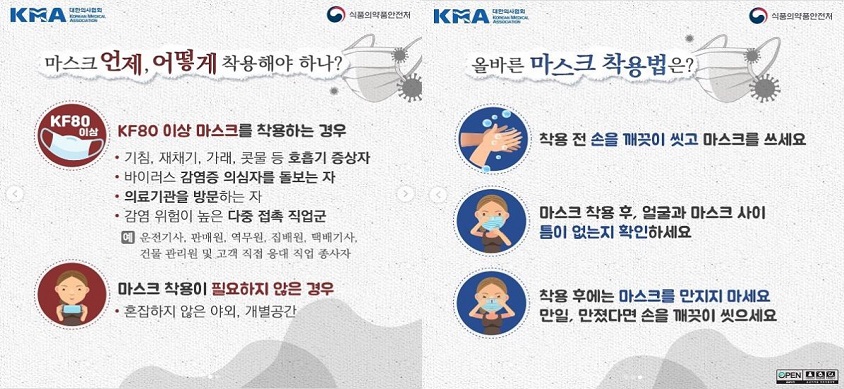 KMA 대한의사협회
KOREAN MEDICAL
ASSOCIATION
식품의약품안전처
마스크 언제, 어떻게 착용해야 하나?
KF80
이상
KF80 이상 마스크를 착용하는 경우
• 기침, 재채기, 가래, 콧물 등 호흡기 증상자
• 바이러스 감염증 의심자를 돌보는 자
• 의료기관을 방문하는 자
• 감염 위험이 높은 다중 접촉 직업군
예 운전기사, 판매원, 역무원, 집배원, 택배기사,
건물 관리원 및 고객 직접 응대 직업 종사자
마스크 착용이 필요하지 않은 경우
• 혼잡하지 않은 야외, 개별공간
KMA 대한의사협회
KOREAN MEDICAL
ASSOCIATION
식품의약품안전처
올바른 마스크 착용법은?
착용 전 손을 깨끗이 씻고 마스크를 쓰세요
마스크 착용 후, 얼굴과 마스크 사이
틈이 없는지 확인하세요
착용 후에는 마스크를 만지지 마세요
만일, 만졌다면 손을 깨끗이 씻으세요
OPEN